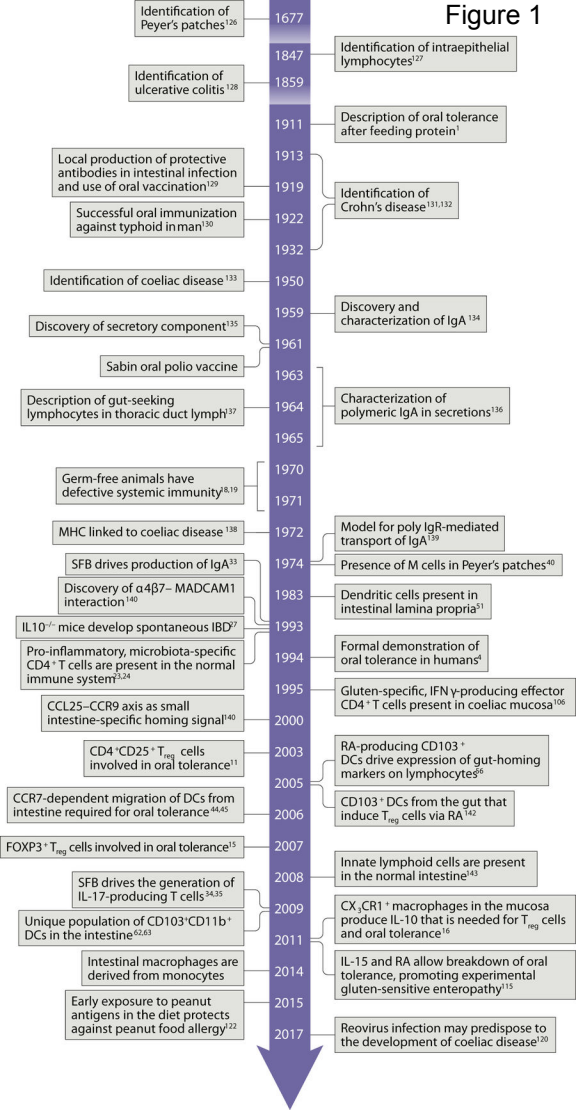 Figure 1
Identification of
Peyer's patches126
1677
1847
Identification of intraepithelial
lymphocytes127
Identification of
ulcerative colitis 128
1859
1911
Description of oral tolerance
after feeding protein1
1913
Local production of protective
antibodies in intestinal infection
and use of oral vaccination129
1919
Identification of
Crohn's disease131,132
Successful oral immunization
against typhoid in man130
1922
1932
Identification of coeliac disease133
1950
1959
Discovery and
characterization of IgA134
Discovery of secretory component135
1961
Sabin oral polio vaccine
1963
Description of gut-seeking
lymphocytes in thoracic duct lymph137
1964
Characterization of
polymeric IgA in secretions136
1965
1970
Germ-free animals have
defective systemic immunity18,19
1971
MHC linked to coeliac disease138
1972
Model for poly IgR-mediated
transport of IgA139
SFB drives production of IgA33
1974
Presence of M cells in Peyer's patches40
Discovery of α4β7– MADCAM1
interaction140
1983
Dendritic cells present in
intestinal lamina propria51
IL10−/− mice develop spontaneous IBD27
1993
Pro-inflammatory, microbiota-specific
CD4+ T cells are present in the normal
immune system23,24
1994
Formal demonstration of
oral tolerance in humans4
1995
Gluten-specific, IFN γ-producing effector
CD4+ T cells present in coeliac mucosa106
CCL25–CCR9 axis as small
intestine-specific homing signal140
2000
CD4+CD25+ Treg cells
involved in oral tolerance11
2003
RA-producing CD103+
DCs drive expression of gut-homing
markers on lymphocytes66
2005
CCR7-dependent migration of DCs from
intestine required for oral tolerance44,45
2006
CD103+ DCs from the gut that
induce Treg cells via RA142
FOXP3+ Treg cells involved in oral tolerance15
2007
2008
Innate lymphoid cells are present
in the normal intestine143
SFB drives the generation of
IL-17-producing T cells34,35
2009
CX3CR1+ macrophages in the mucosa
produce IL-10 that is needed for Treg cells
and oral tolerance16
Unique population of CD103+CD11b+
DCs in the intestine62,63
2011
Intestinal macrophages are
derived from monocytes
2014
IL-15 and RA allow breakdown of oral
tolerance, promoting experimental
gluten-sensitive enteropathy115
Early exposure to peanut
antigens in the diet protects
against peanut food allergy122
2015
2017
Reovirus infection may predispose to
the development of coeliac disease120